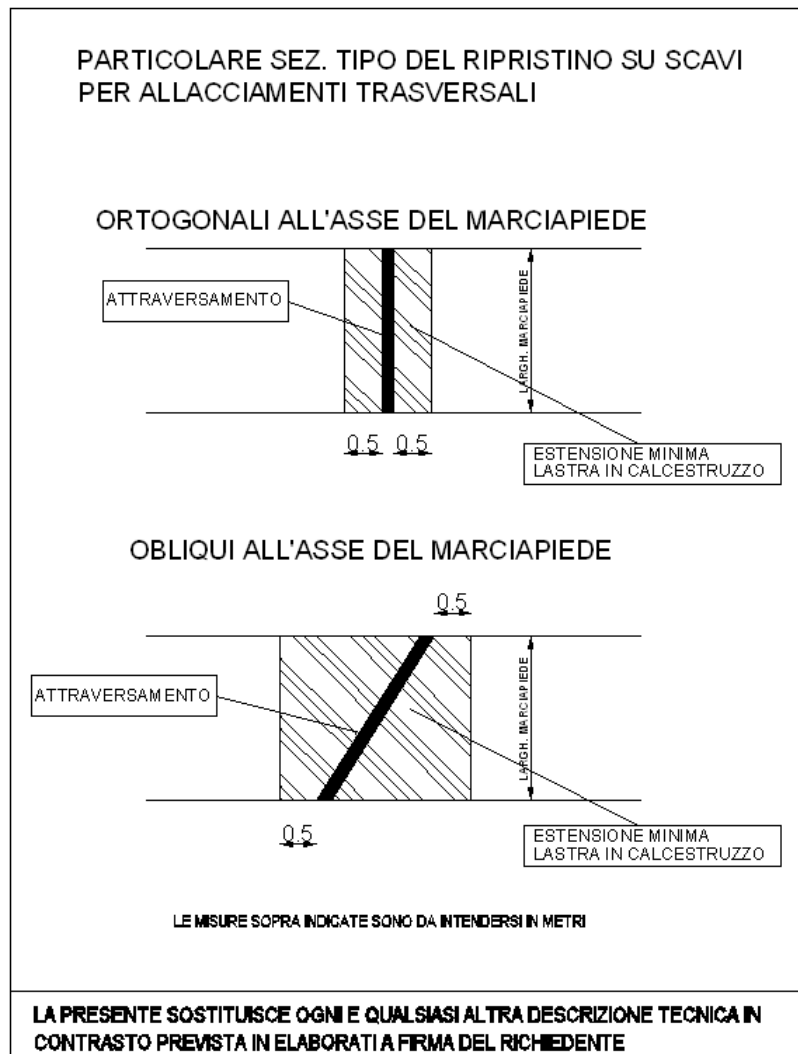 PARTICOLARE SEZ. TIPO DEL RIPRISTINO SU SCAVI
PER ALLACCIAMENTI TRASVERSALI
ORTOGONALI ALL'ASSE DEL MARCIAPIEDE
ATTRAVERSAMENTO
LARGH. MARCIAPIEDE
0.5 0.5
ESTENSIONE MINIMA
LASTRA IN CALCESTRUZZO
OBLIQUI ALL'ASSE DEL MARCIAPIEDE
0.5
ATTRAVERSAMENTO
LARGH. MARCIAPIEDE
0.5
ESTENSIONE MINIMA
LASTRA IN CALCESTRUZZO
LE MISURE SOPRA INDICATE SONO DA INTENDERSI IN METRI
LA PRESENTE SOSTITUISCE OGNI E QUALSIASI ALTRA DESCRIZIONE TECNICA IN
CONTRASTO PREVISTA IN ELABORATI A FIRMA DEL RICHIEDENTE